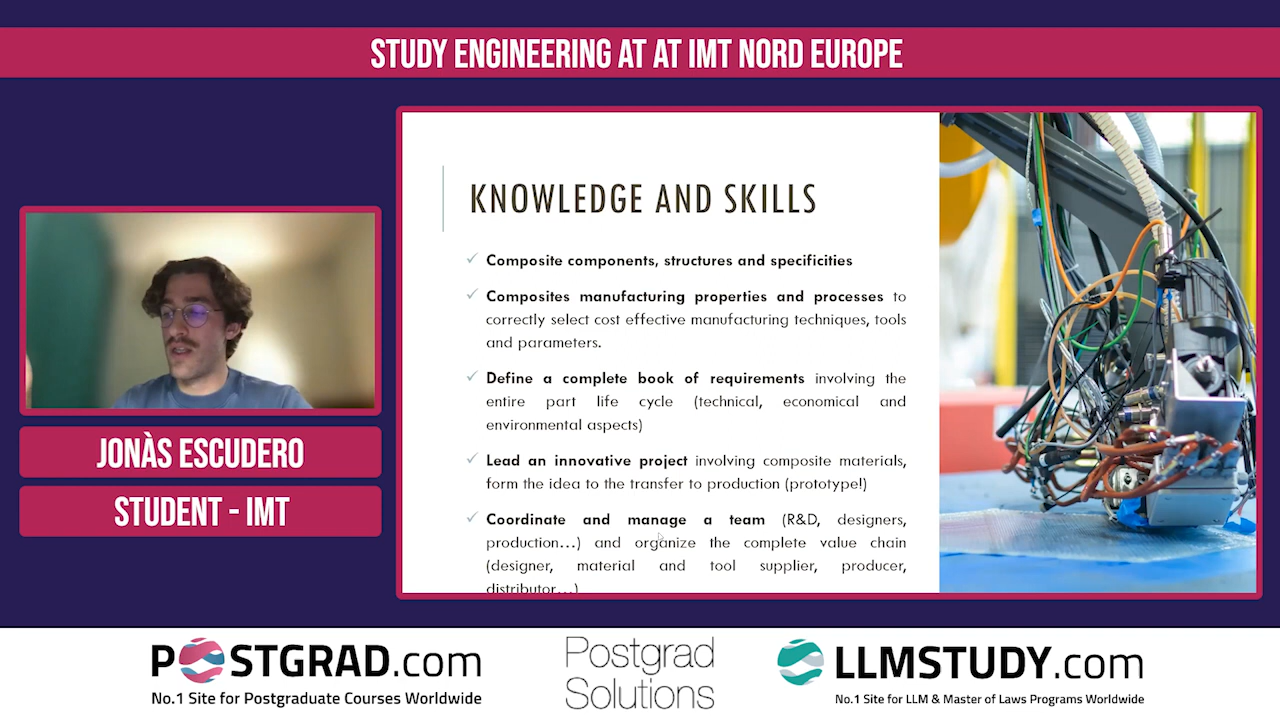 STUDY ENGINEERING AT AT IMT NORD EUROPE
KNOWLEDGE AND SKILLS
Composite components, structures and specificities
Composites manufacturing properties and processes to
correctly select cost effective manufacturing techniques, tools
and parameters.
Define a complete book of requirements involving the
entire part life cycle (technical, economical and
environmental aspects)
Lead an innovative project involving composite materials,
form the idea to the transfer to production (prototype!)
Coordinate and manage a team (R&D, designers,
production...) and organize the complete value chain
(designer, material and tool supplier, producer,
distributor...)
JONÀS ESCUDERO
STUDENT - IMT
POSTGRAD.com
No.1 Site for Postgraduate Courses Worldwide
Postgrad
Solutions
LLMSTUDY.com
No.1 Site for LLM & Master of Laws Programs Worldwide